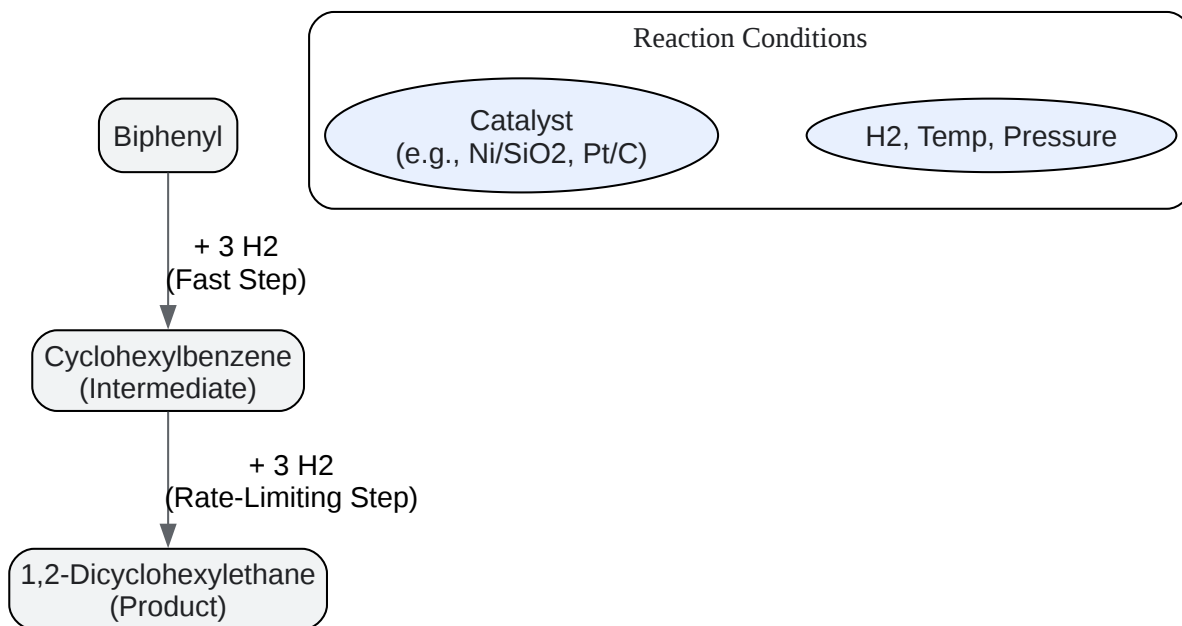 Reaction Conditions
Catalyst
(e.g., Ni/SiO2, Pt/C)
H2, Temp, Pressure
Biphenyl
+ 3 H2
(Fast Step)
Cyclohexylbenzene
(Intermediate)
+ 3 H2
(Rate-Limiting Step)
1,2-Dicyclohexylethane
(Product)